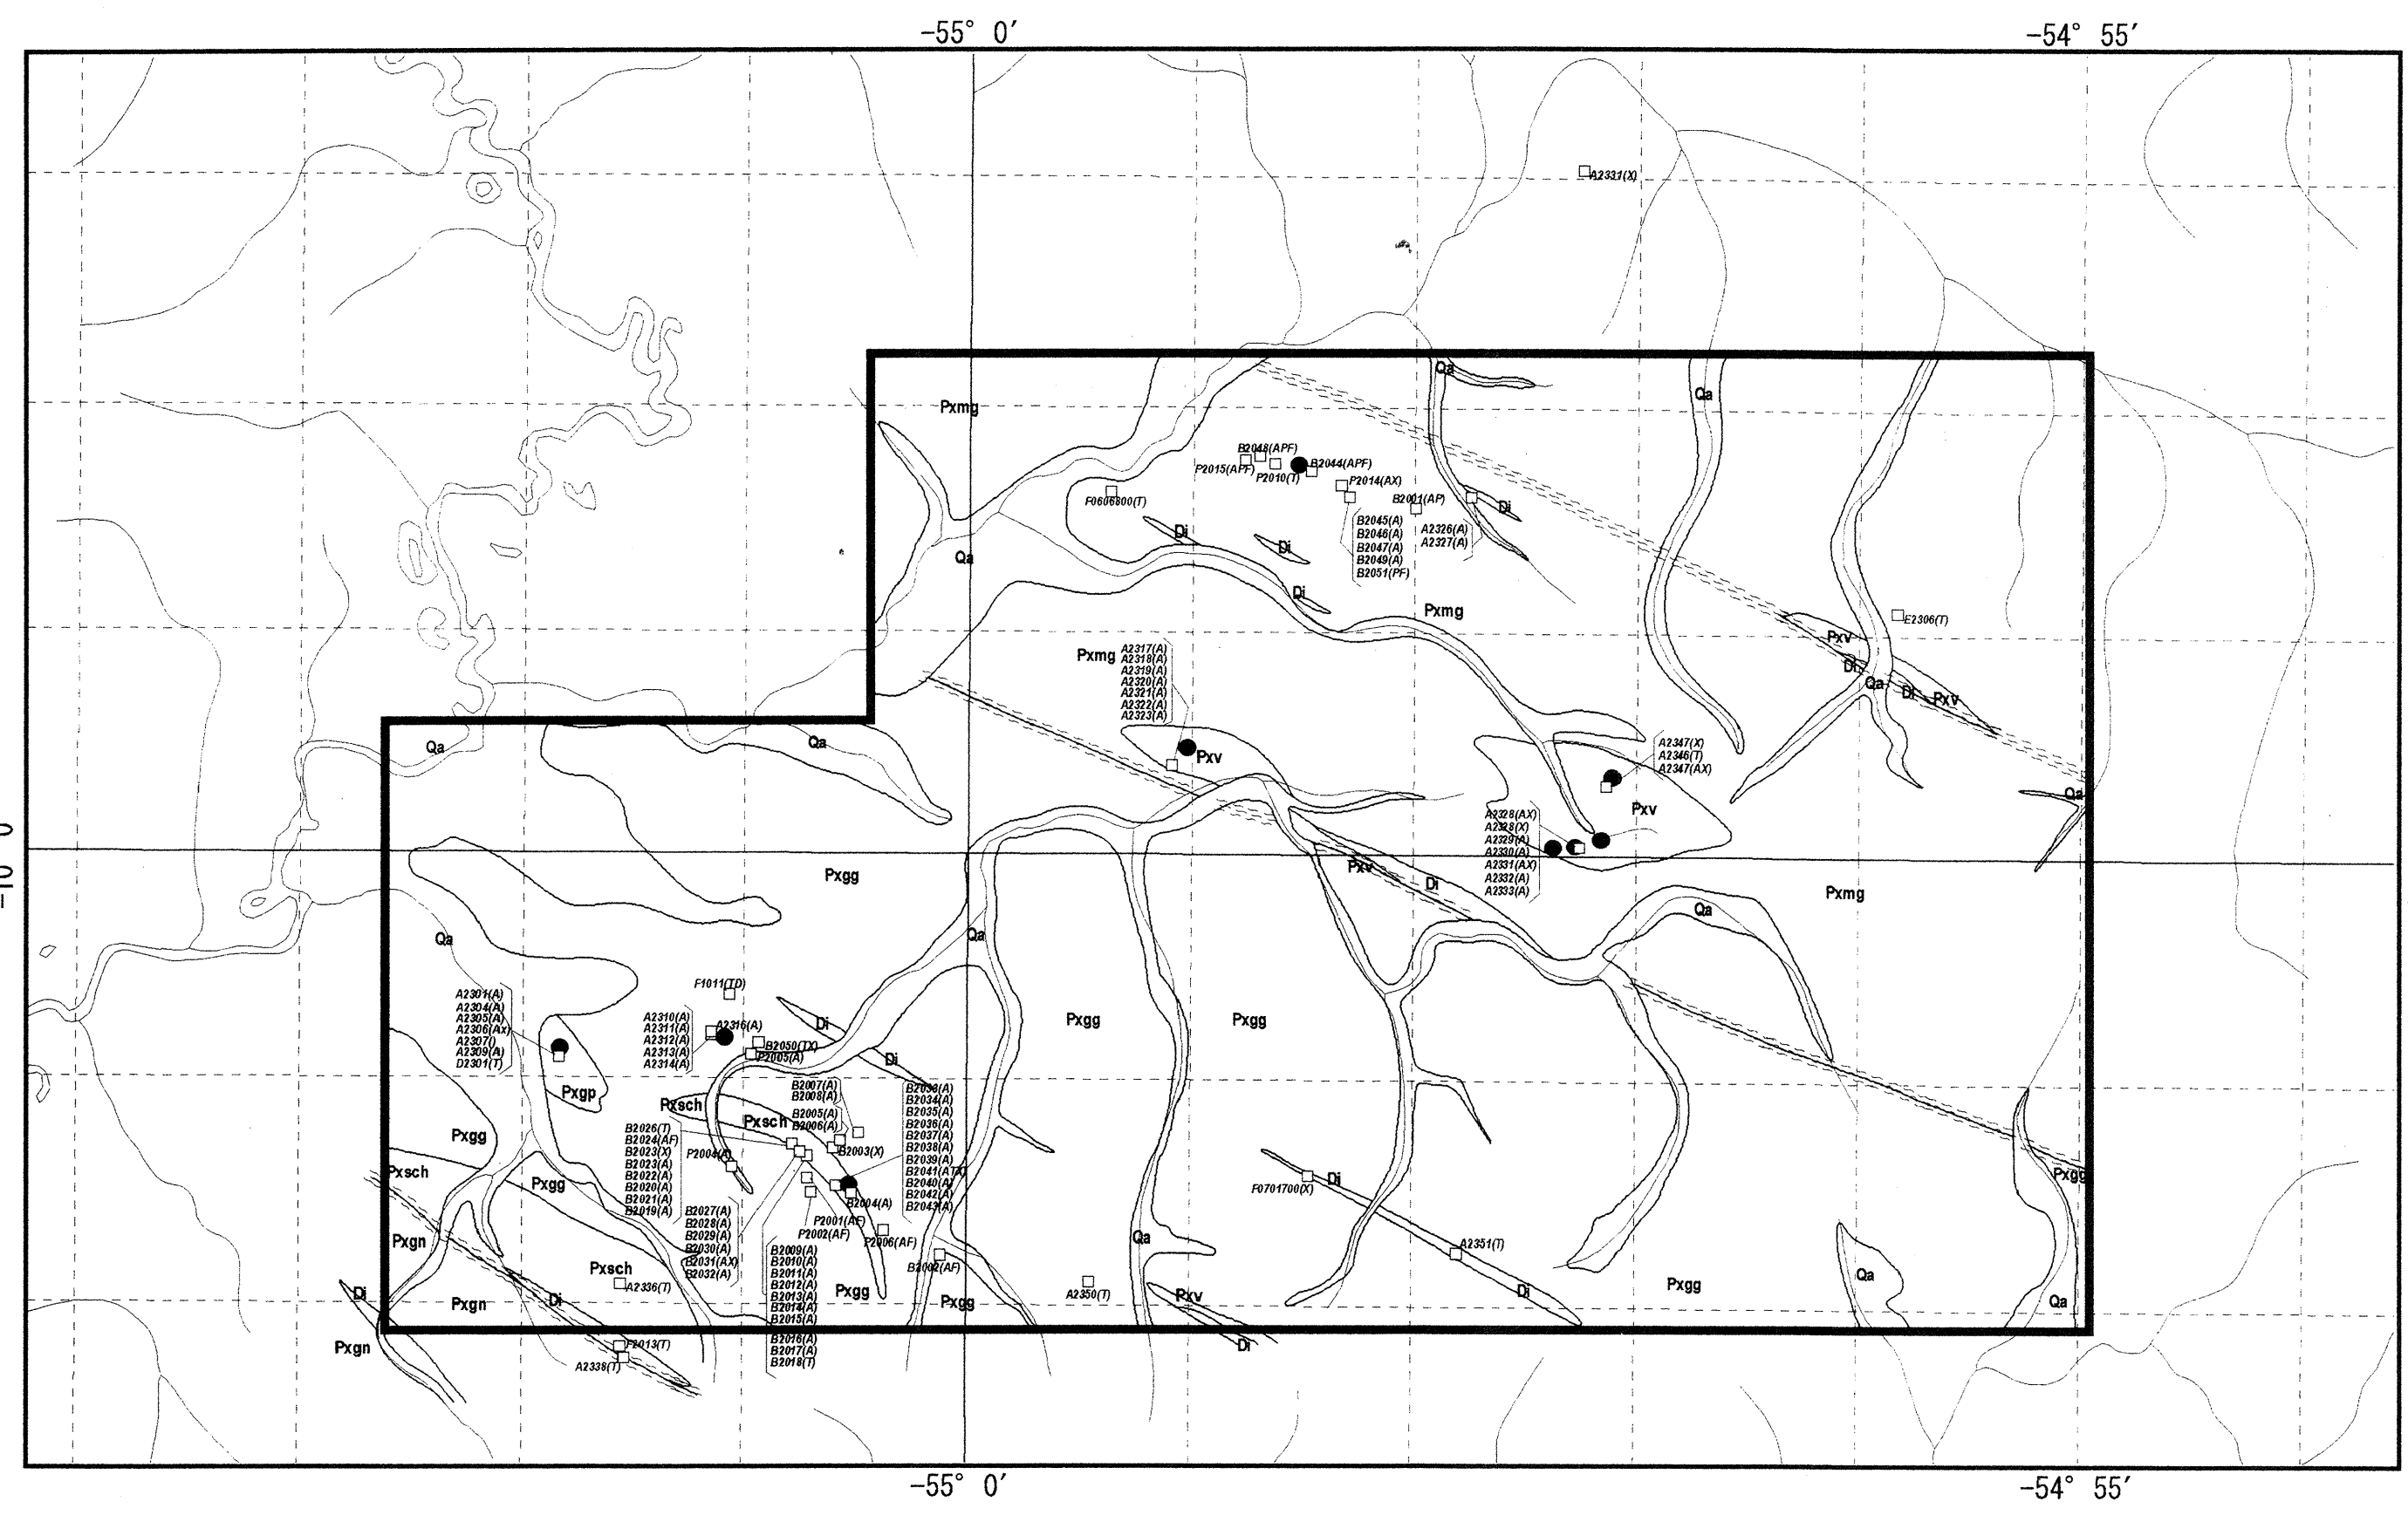 -55° 0′
-54° 55′
A2331(X)
Qa
Qa
Pxmg
B2048(APF)
B2044(APF)
P2015(APF)
P2010(T)
P2014(AX)
F0606800(T)
B2001(AP)
Di
B2045(A)
B2046(A)
B2047(A)
B2049(A)
B2051(PF)
A2326(A)
A2327(A)
Di
Di
Qa
Di
Pxmg
E2306(T)
Pxv
Di
Qa
Di
Pxv
Pxmg
A2317(A)
A2318(A)
A2319(A)
A2320(A)
A2321(A)
A2322(A)
A2323(A)
Qa
Qa
Pxv
A2347(X)
A2346(T)
A2347(AX)
Qa
Pxv
A2328(AX)
A2328(X)
A2329(A)
A2330(A)
A2331(AX)
A2332(A)
A2333(A)
-10° 0′
Pxgg
Pxv
Di
Pxmg
Qa
Qa
Qa
F1011(TD)
A2301(A)
A2304(A)
A2305(A)
A2306(Ax)
A2307()
A2309(A)
D2301(T)
A2310(A)
A2311(A)
A2312(A)
A2313(A)
A2314(A)
A2316(A)
Di
Pxgg
Pxgg
B2050(TX)
P2005(A)
Di
Pxgp
Pxsch
Pxsch
B2007(A)
B2008(A)
B2005(A)
B2006(A)
B2033(A)
B2034(A)
B2035(A)
B2036(A)
B2037(A)
B2038(A)
B2039(A)
B2041(ATX)
B2040(A)
B2042(A)
B2043(A)
Pxgg
B2026(T)
B2024(AF)
B2023(X)
B2023(A)
B2022(A)
B2020(A)
B2021(A)
B2019(A)
P2004(A)
B2003(X)
Pxsch
Pxgg
Di
F0701700(X)
Pxgg
B2004(A)
B2027(A)
B2028(A)
B2029(A)
B2030(A)
B2031(AX)
B2032(A)
P2001(AF)
P2002(AF)
P2006(AF)
Pxgn
Qa
A2351(T)
B2009(A)
B2010(A)
B2011(A)
B2012(A)
B2013(A)
B2014(A)
B2015(A)
B2016(A)
B2017(A)
B2018(T)
B2002(AF)
Pxsch
A2336(T)
Pxgg
Pxgg
A2350(T)
Pxv
Di
Pxgg
Qa
Qa
Di
Pxgn
Di
Pxgn
F2013(T)
A2338(T)
Di
-55° 0′
-54° 55′